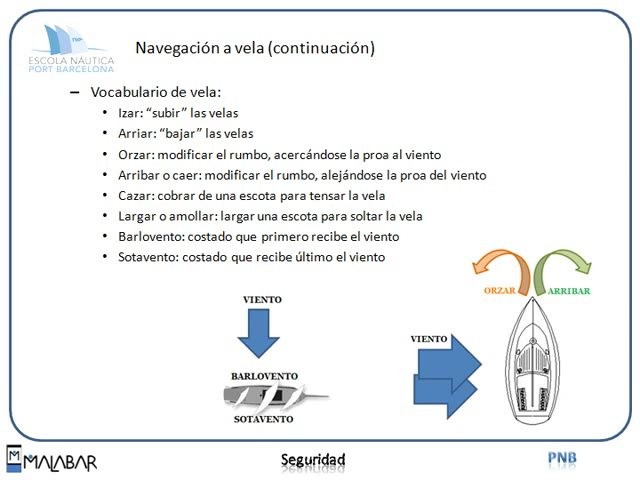 ESCOLA NÁUTICA
PORT BARCELONA
Navegación a vela (continuación)
– Vocabulario de vela:
• Izar: “subir” las velas
• Arriar: “bajar” las velas
• Orzar: modificar el rumbo, acercándose la proa al viento
• Arribar o caer: modificar el rumbo, alejándose la proa del viento
• Cazar: cobrar de una escota para tensar la vela
• Largar o amollar: largar una escota para soltar la vela
• Barlovento: costado que primero recibe el viento
• Sotavento: costado que recibe último el viento
ORZAR
ARRIBAR
VIENTO
VIENTO
BARLOVENTO
SOTAVENTO
MALABAR
Seguridad
PNB